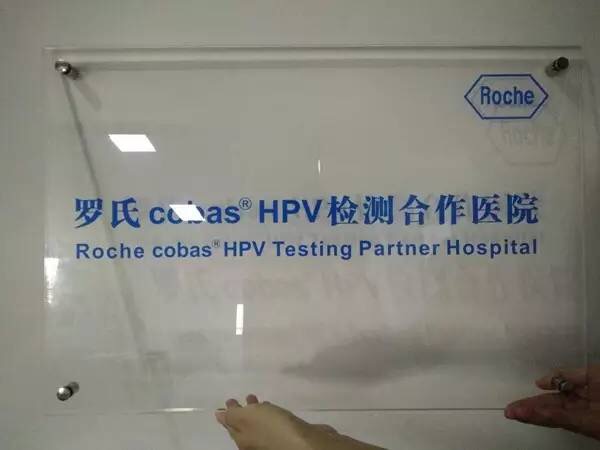 Roche
罗氏 cobas® HPV检测合作医院
Roche cobas® HPV Testing Partner Hospital